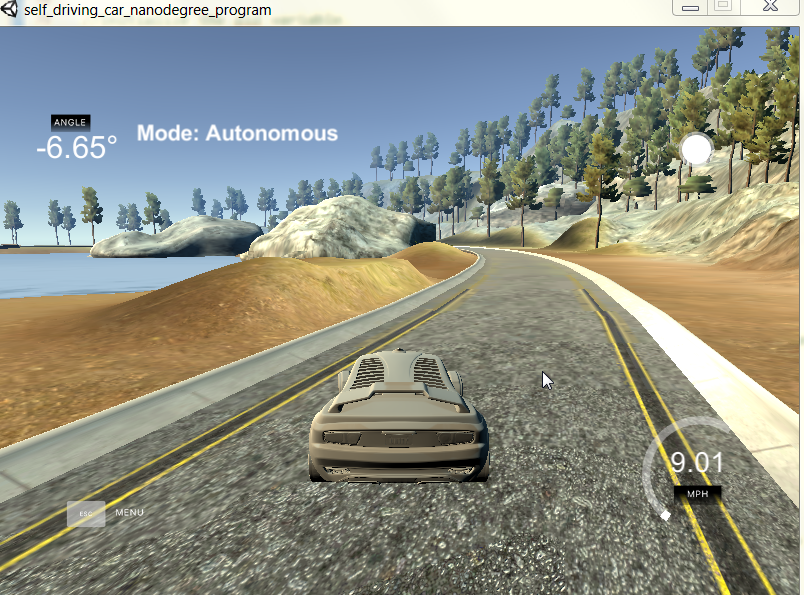 self_driving_car_nanodegree_program
ANGLE
-6.65°
Mode: Autonomous
9.01
MPH
ESC
MENU